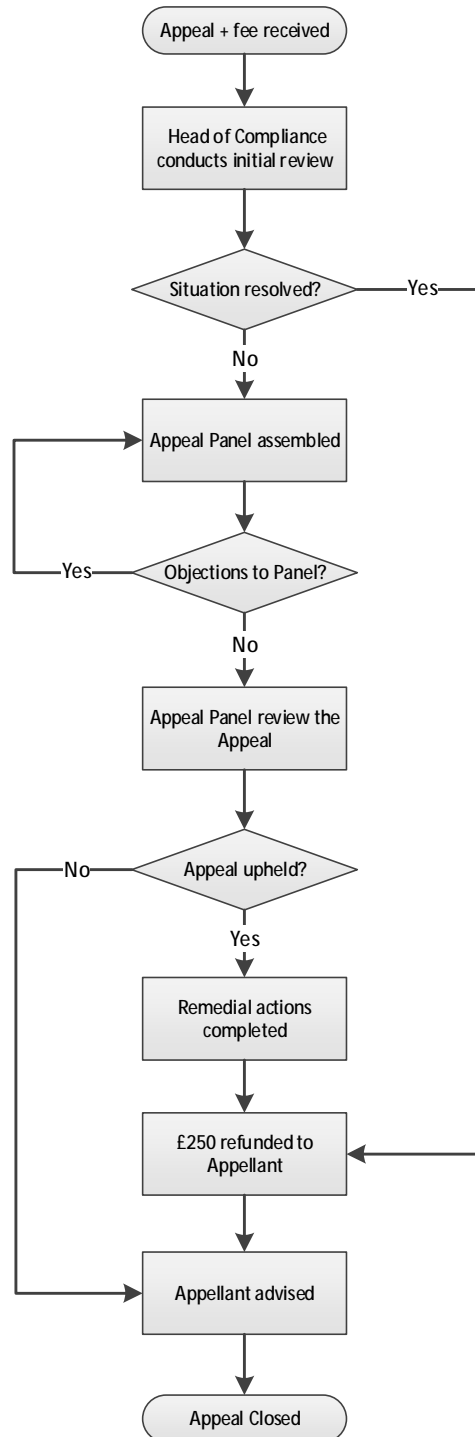 Appeal + fee received
Head of Compliance
conducts initial review
Situation resolved?
Yes
No
Appeal Panel assembled
Objections to Panel?
Yes
No
Appeal Panel review the
Appeal
Appeal upheld?
No
Yes
Remedial actions
completed
£250 refunded to
Appellant
Appellant advised
Appeal Closed